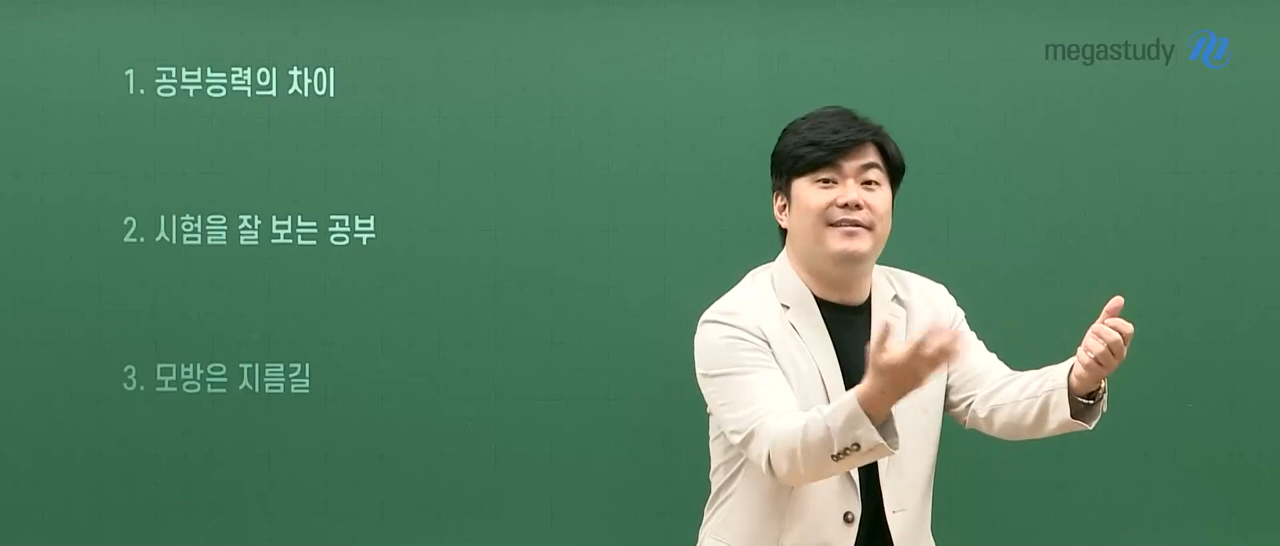 megastudy
1. 공부능력의 차이
2. 시험을 잘 보는 공부
3. 모방은 지름길